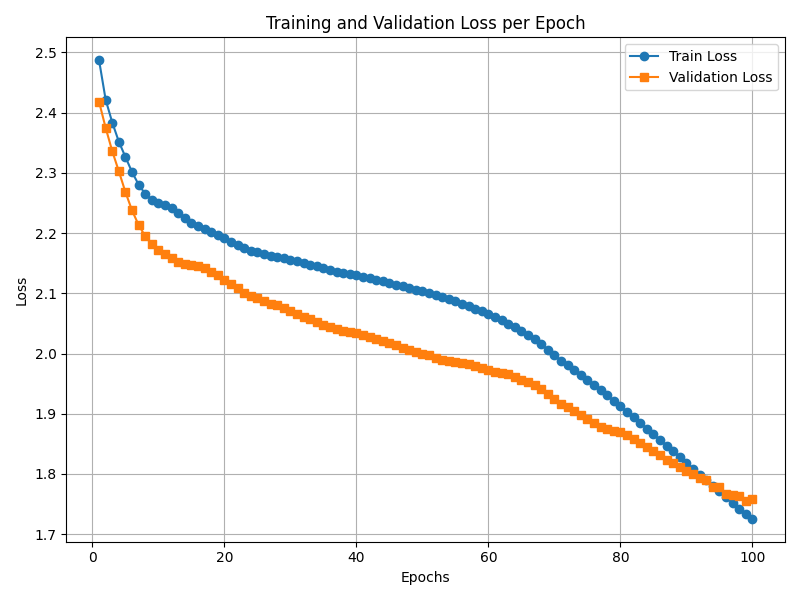 Training and Validation Loss per Epoch
Train Loss
Validation Loss
2.5
2.4
2.3
2.2
2.1
2.0
1.9
1.8
1.7
Loss
0 20 40 60 80 100
Epochs